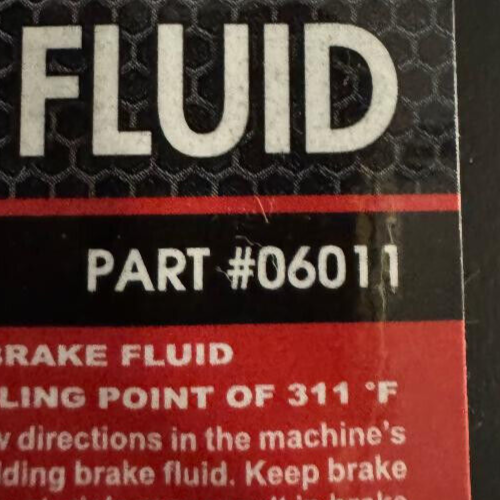 FLUID
PART #06011
BRAKE FLUID
LING POINT OF 311 °F
w directions in the machine's
lding brake fluid. Keep brake